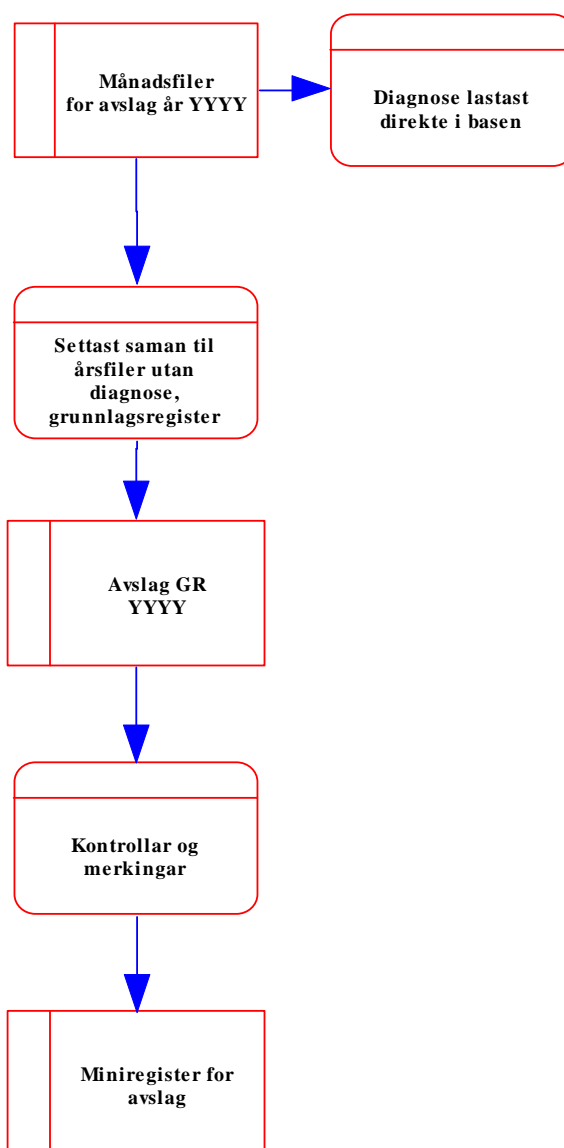 Månadsfiler
for avslag år YYYY
Diagnose lastast
direkte i basen
Settast saman til
årsfiler utan
diagnose,
grunnlagsregister
Avslag GR
YYYY
Kontrollar og
merkingar
Miniregister for
avslag